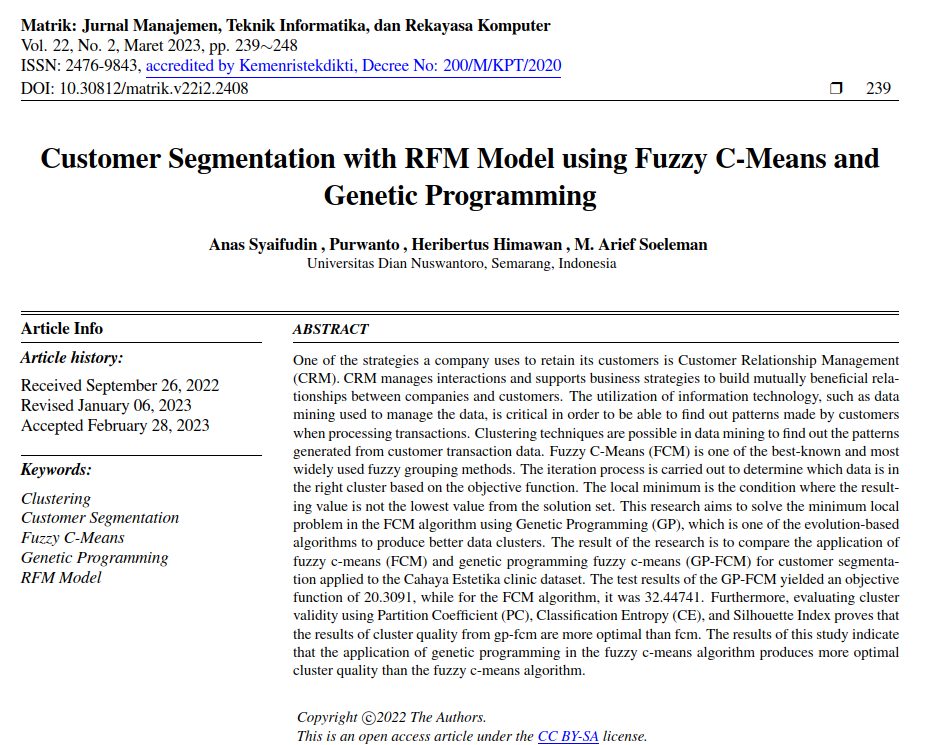 Matrik: Jurnal Manajemen, Teknik Informatika, dan Rekayasa Komputer
Vol. 22, No. 2, Maret 2023, pp. 239∼248
ISSN: 2476-9843, accredited by Kemenristekdikti, Decree No: 200/M/KPT/2020
DOI: 10.30812/matrik.v22i2.2408 ❒ 239
Customer Segmentation with RFM Model using Fuzzy C-Means and
Genetic Programming
Anas Syaifudin , Purwanto , Heribertus Himawan , M. Arief Soeleman
Universitas Dian Nuswantoro, Semarang, Indonesia
Article Info
Article history:
Received September 26, 2022
Revised January 06, 2023
Accepted February 28, 2023
Keywords:
Clustering
Customer Segmentation
Fuzzy C-Means
Genetic Programming
RFM Model
ABSTRACT
One of the strategies a company uses to retain its customers is Customer Relationship Management
(CRM). CRM manages interactions and supports business strategies to build mutually beneficial rela-
tionships between companies and customers. The utilization of information technology, such as data
mining used to manage the data, is critical in order to be able to find out patterns made by customers
when processing transactions. Clustering techniques are possible in data mining to find out the patterns
generated from customer transaction data. Fuzzy C-Means (FCM) is one of the best-known and most
widely used fuzzy grouping methods. The iteration process is carried out to determine which data is in
the right cluster based on the objective function. The local minimum is the condition where the result-
ing value is not the lowest value from the solution set. This research aims to solve the minimum local
problem in the FCM algorithm using Genetic Programming (GP), which is one of the evolution-based
algorithms to produce better data clusters. The result of the research is to compare the application of
fuzzy c-means (FCM) and genetic programming fuzzy c-means (GP-FCM) for customer segmenta-
tion applied to the Cahaya Estetika clinic dataset. The test results of the GP-FCM yielded an objective
function of 20.3091, while for the FCM algorithm, it was 32.44741. Furthermore, evaluating cluster
validity using Partition Coefficient (PC), Classification Entropy (CE), and Silhouette Index proves that
the results of cluster quality from gp-fcm are more optimal than fcm. The results of this study indicate
that the application of genetic programming in the fuzzy c-means algorithm produces more optimal
cluster quality than the fuzzy c-means algorithm.
Copyright ©2022 The Authors.
This is an open access article under the CC BY-SA license.